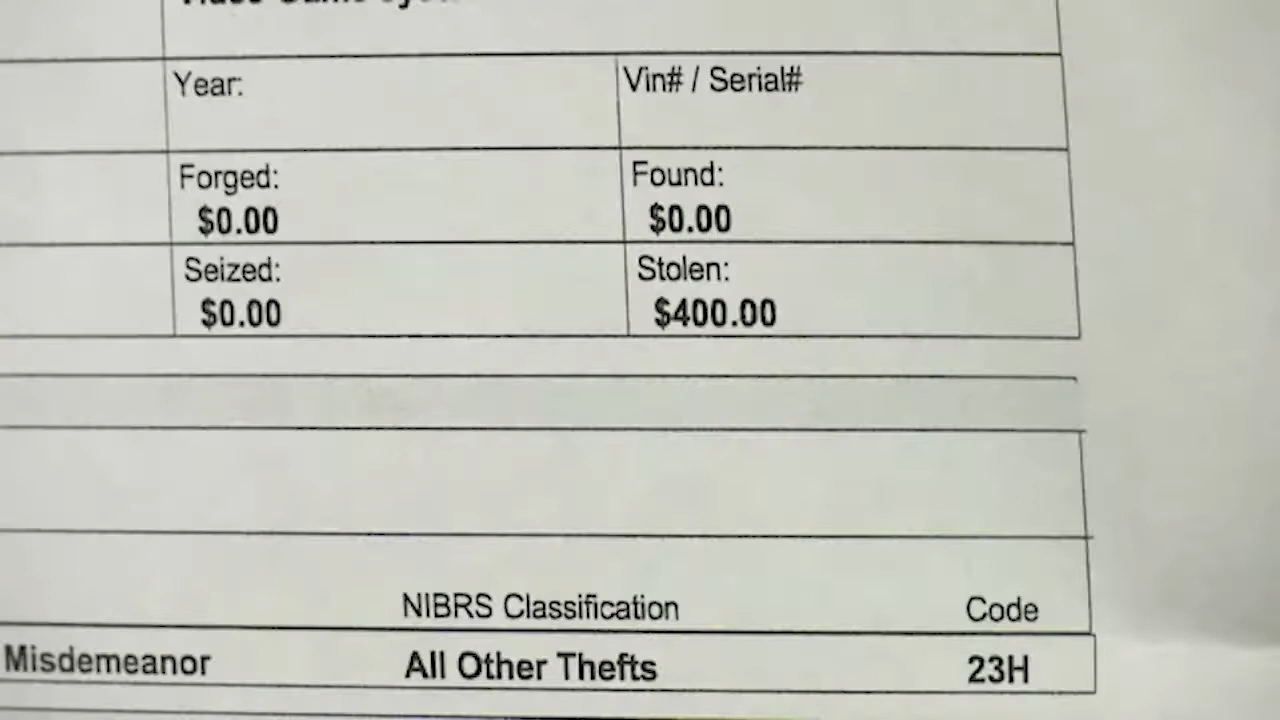 Year: Vin# / Serial#
Forged: Found:
$0.00 $0.00
Seized: Stolen:
$0.00 $400.00
NIBRS Classification Code
Misdemeanor All Other Thefts 23H